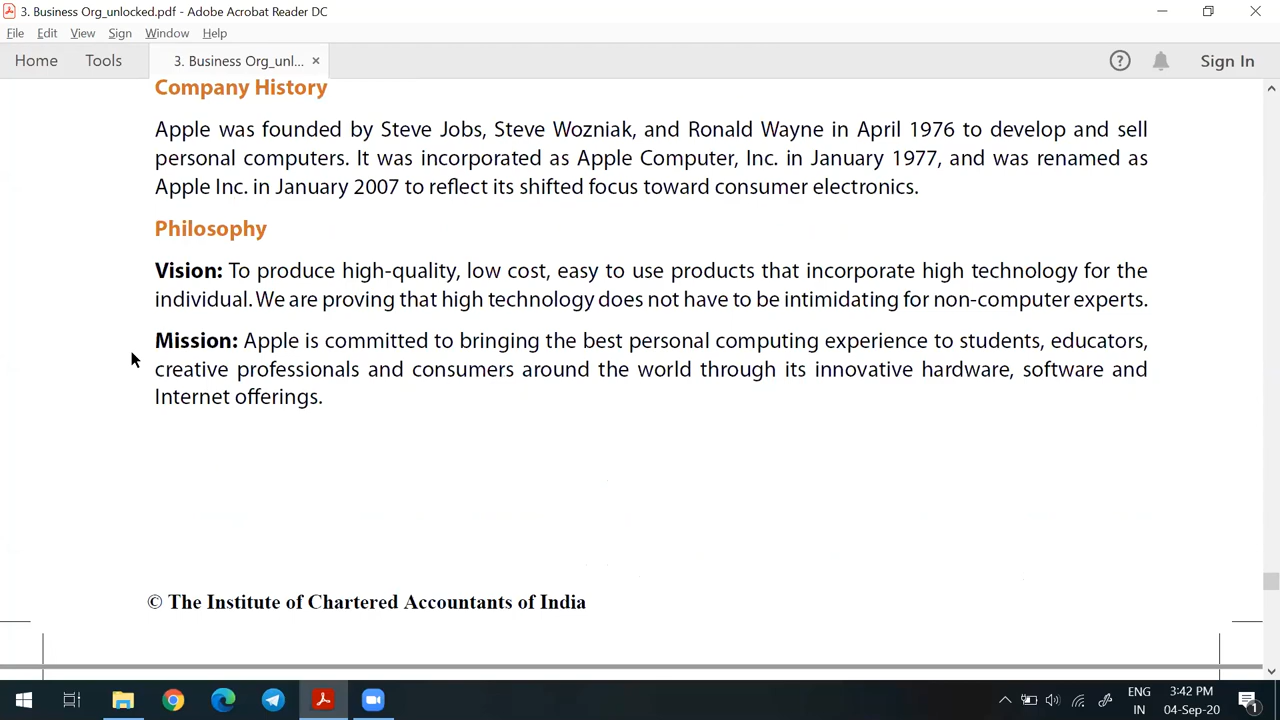 3. Business Org_unlocked.pdf - Adobe Acrobat Reader DC
File Edit View Sign Window Help
Home Tools 3. Business Org_unl... × Sign In
Company History
Apple was founded by Steve Jobs, Steve Wozniak, and Ronald Wayne in April 1976 to develop and sell
personal computers. It was incorporated as Apple Computer, Inc. in January 1977, and was renamed as
Apple Inc. in January 2007 to reflect its shifted focus toward consumer electronics.
Philosophy
Vision: To produce high-quality, low cost, easy to use products that incorporate high technology for the
individual. We are proving that high technology does not have to be intimidating for non-computer experts.
Mission: Apple is committed to bringing the best personal computing experience to students, educators,
creative professionals and consumers around the world through its innovative hardware, software and
Internet offerings.
© The Institute of Chartered Accountants of India
ENG 3:42 PM
IN 04-Sep-20 1